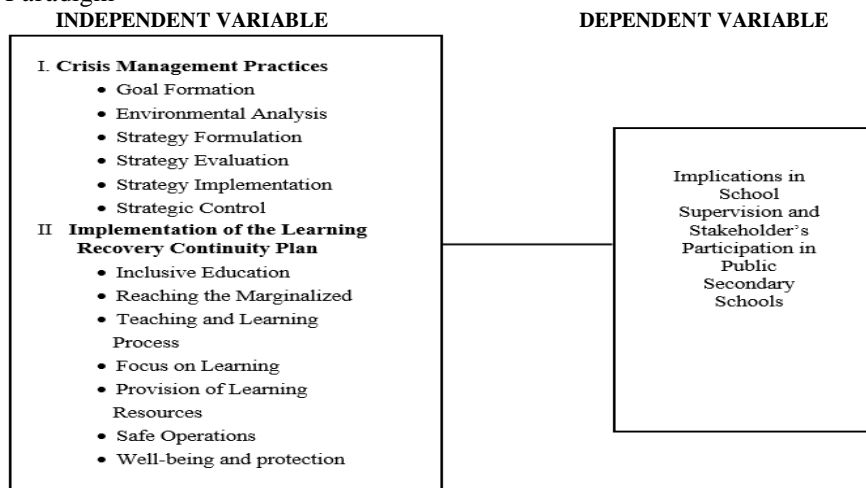 Paradigm
INDEPENDENT VARIABLE
I. Crisis Management Practices
• Goal Formation
• Environmental Analysis
• Strategy Formulation
• Strategy Evaluation
• Strategy Implementation
• Strategic Control
II Implementation of the Learning
Recovery Continuity Plan
• Inclusive Education
• Reaching the Marginalized
• Teaching and Learning
Process
• Focus on Learning
• Provision of Learning
Resources
• Safe Operations
• Well-being and protection
DEPENDENT VARIABLE
Implications in
School
Supervision and
Stakeholder's
Participation in
Public
Secondary
Schools